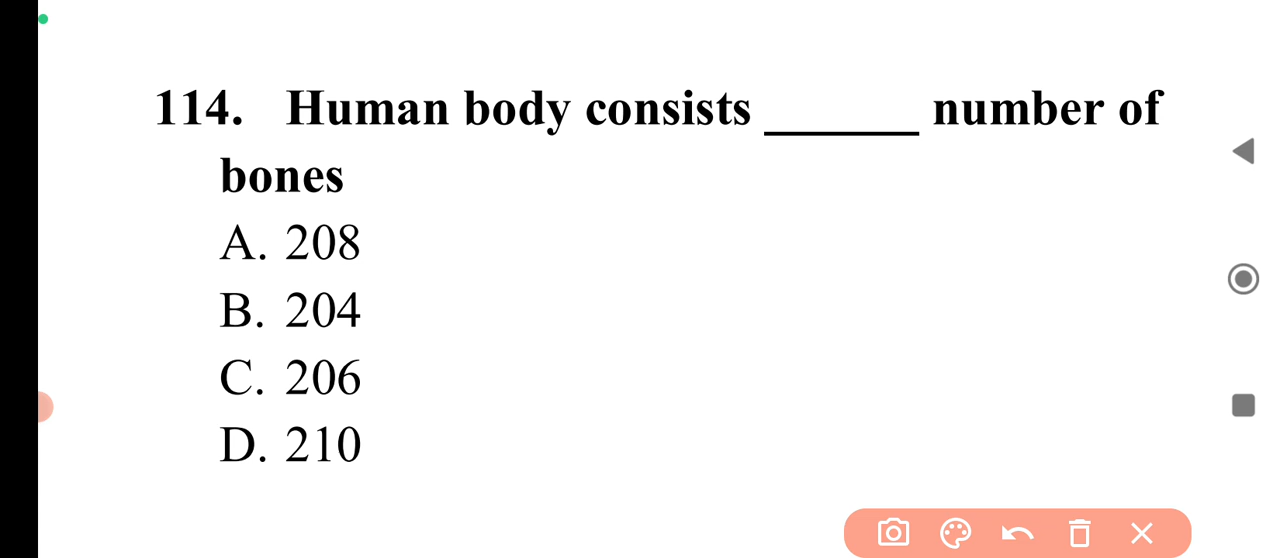 114. Human body consists ______ number of
bones
A. 208
B. 204
C. 206
D. 210